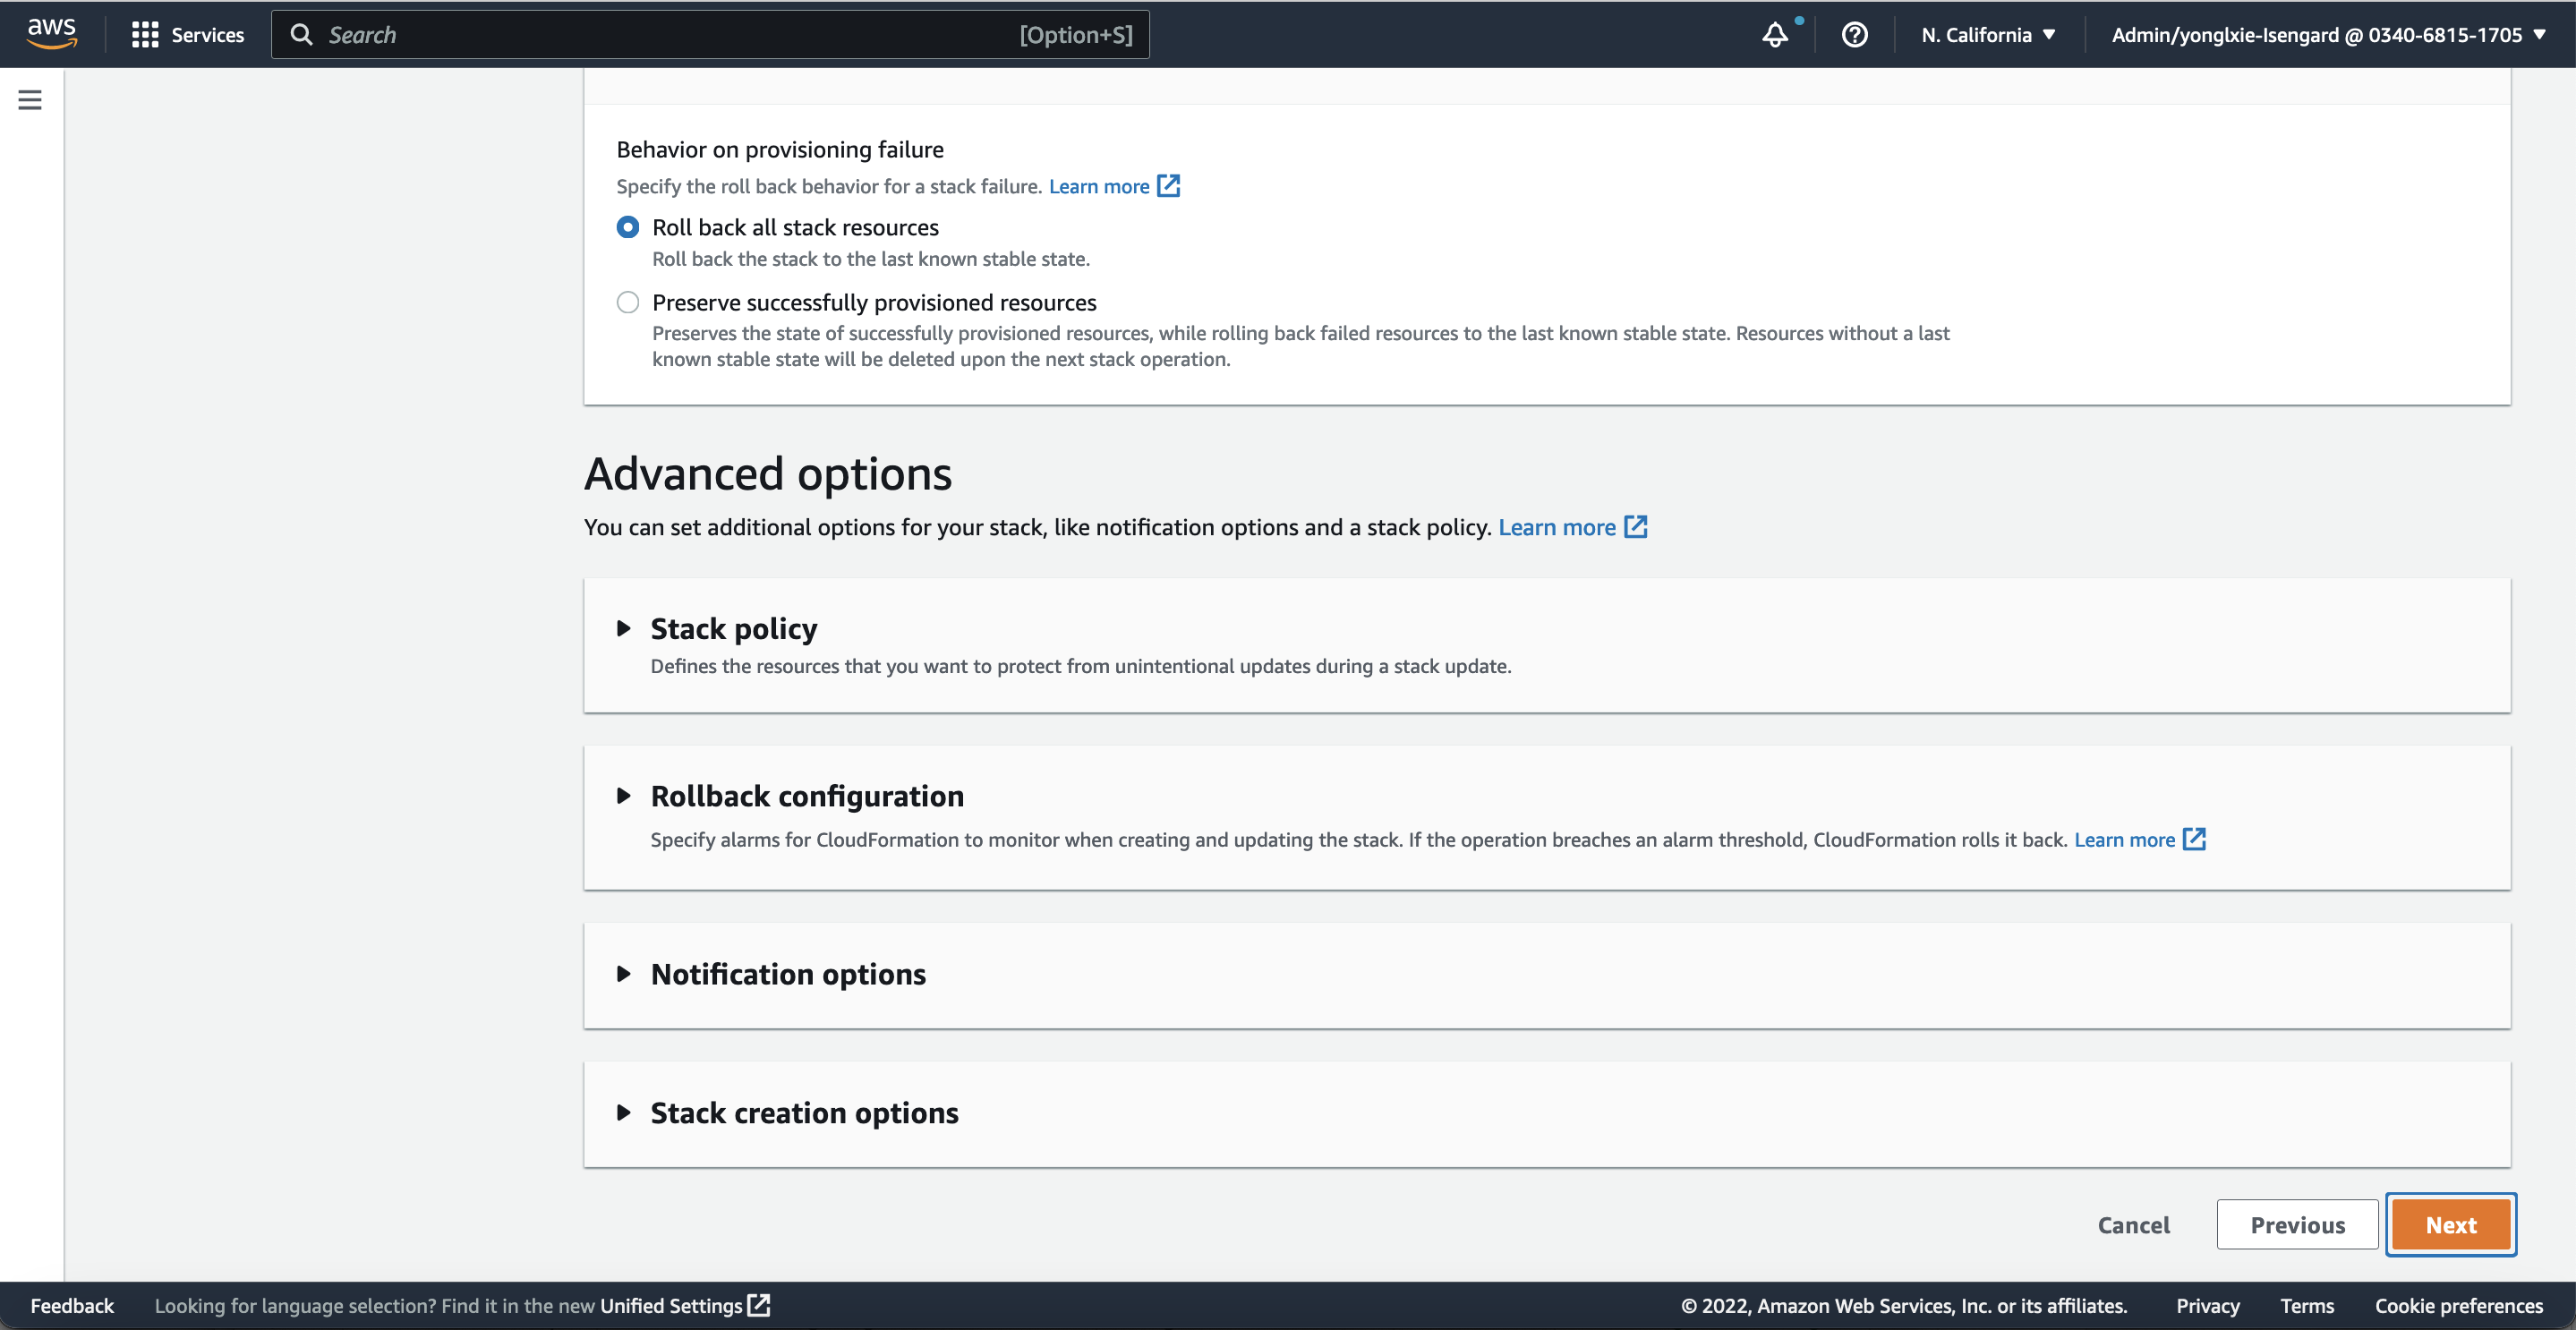 aws
Services
Search
[Option+S]
N. California
Admin/yonglxie-Isengard @ 0340-6815-1705
Behavior on provisioning failure
Specify the roll back behavior for a stack failure. Learn more
Roll back all stack resources
Roll back the stack to the last known stable state.
Preserve successfully provisioned resources
Preserves the state of successfully provisioned resources, while rolling back failed resources to the last known stable state. Resources without a last
known stable state will be deleted upon the next stack operation.
Advanced options
You can set additional options for your stack, like notification options and a stack policy. Learn more
Stack policy
Defines the resources that you want to protect from unintentional updates during a stack update.
Rollback configuration
Specify alarms for CloudFormation to monitor when creating and updating the stack. If the operation breaches an alarm threshold, CloudFormation rolls it back. Learn more
Notification options
Stack creation options
Cancel
Previous
Next
Feedback
Looking for language selection? Find it in the new Unified Settings
© 2022, Amazon Web Services, Inc. or its affiliates.
Privacy
Terms
Cookie preferences